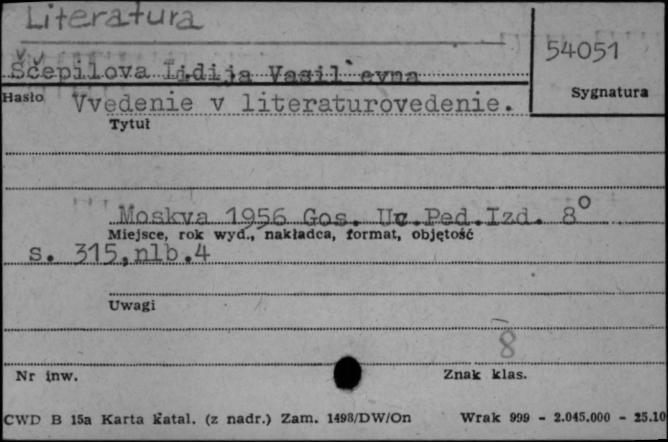 Literatura
54051
Ščepilova Lidija Vasil'evna
Hasło
Sygnatura
Vvedenie v literaturovedenie.
Tytuł
Moskva 1956 Gos. Uc.Ped.Izd. 8°
Miejsce, rok wyd., nakładca, format, objętość
s. 315,nlb.4
Uwagi
8
Nr inw.
Znak klas.
CWD B 15a Karta katal. (z nadr.) Zam. 1498/DW/On Wrak 999 - 2.045.000 - 25.10